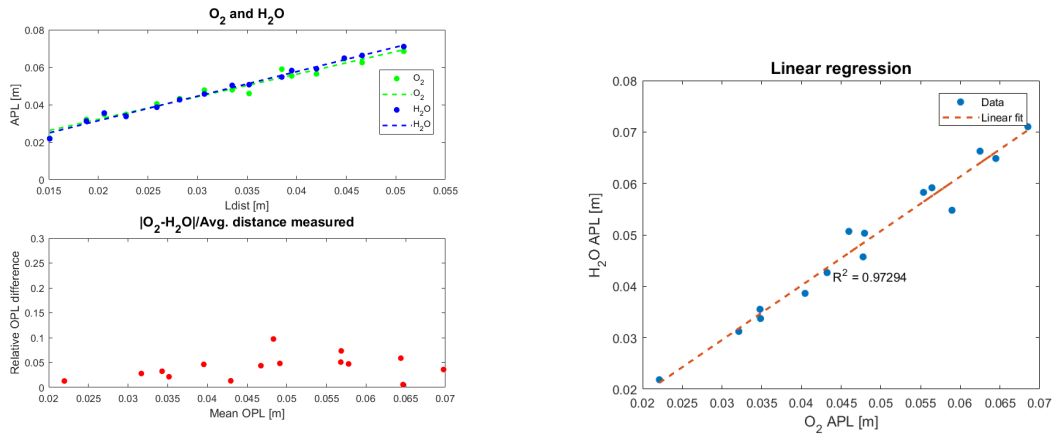 O2 and H2O
0.08
0.06
0.04
0.02
0
APL [m]
O2
O2
H2O
H2O
0.015 0.02 0.025 0.03 0.035 0.04 0.045 0.05 0.055
Ldist [m]
|O2-H2O|/Avg. distance measured
0.3
0.25
0.2
0.15
0.1
0.05
0
Relative OPL difference
0.02 0.025 0.03 0.035 0.04 0.045 0.05 0.055 0.06 0.065 0.07
Mean OPL [m]
Linear regression
0.08
0.07
0.06
0.05
0.04
0.03
0.02
H2O APL [m]
Data
Linear fit
R2 = 0.97294
0.02 0.025 0.03 0.035 0.04 0.045 0.05 0.055 0.06 0.065 0.07
O2 APL [m]